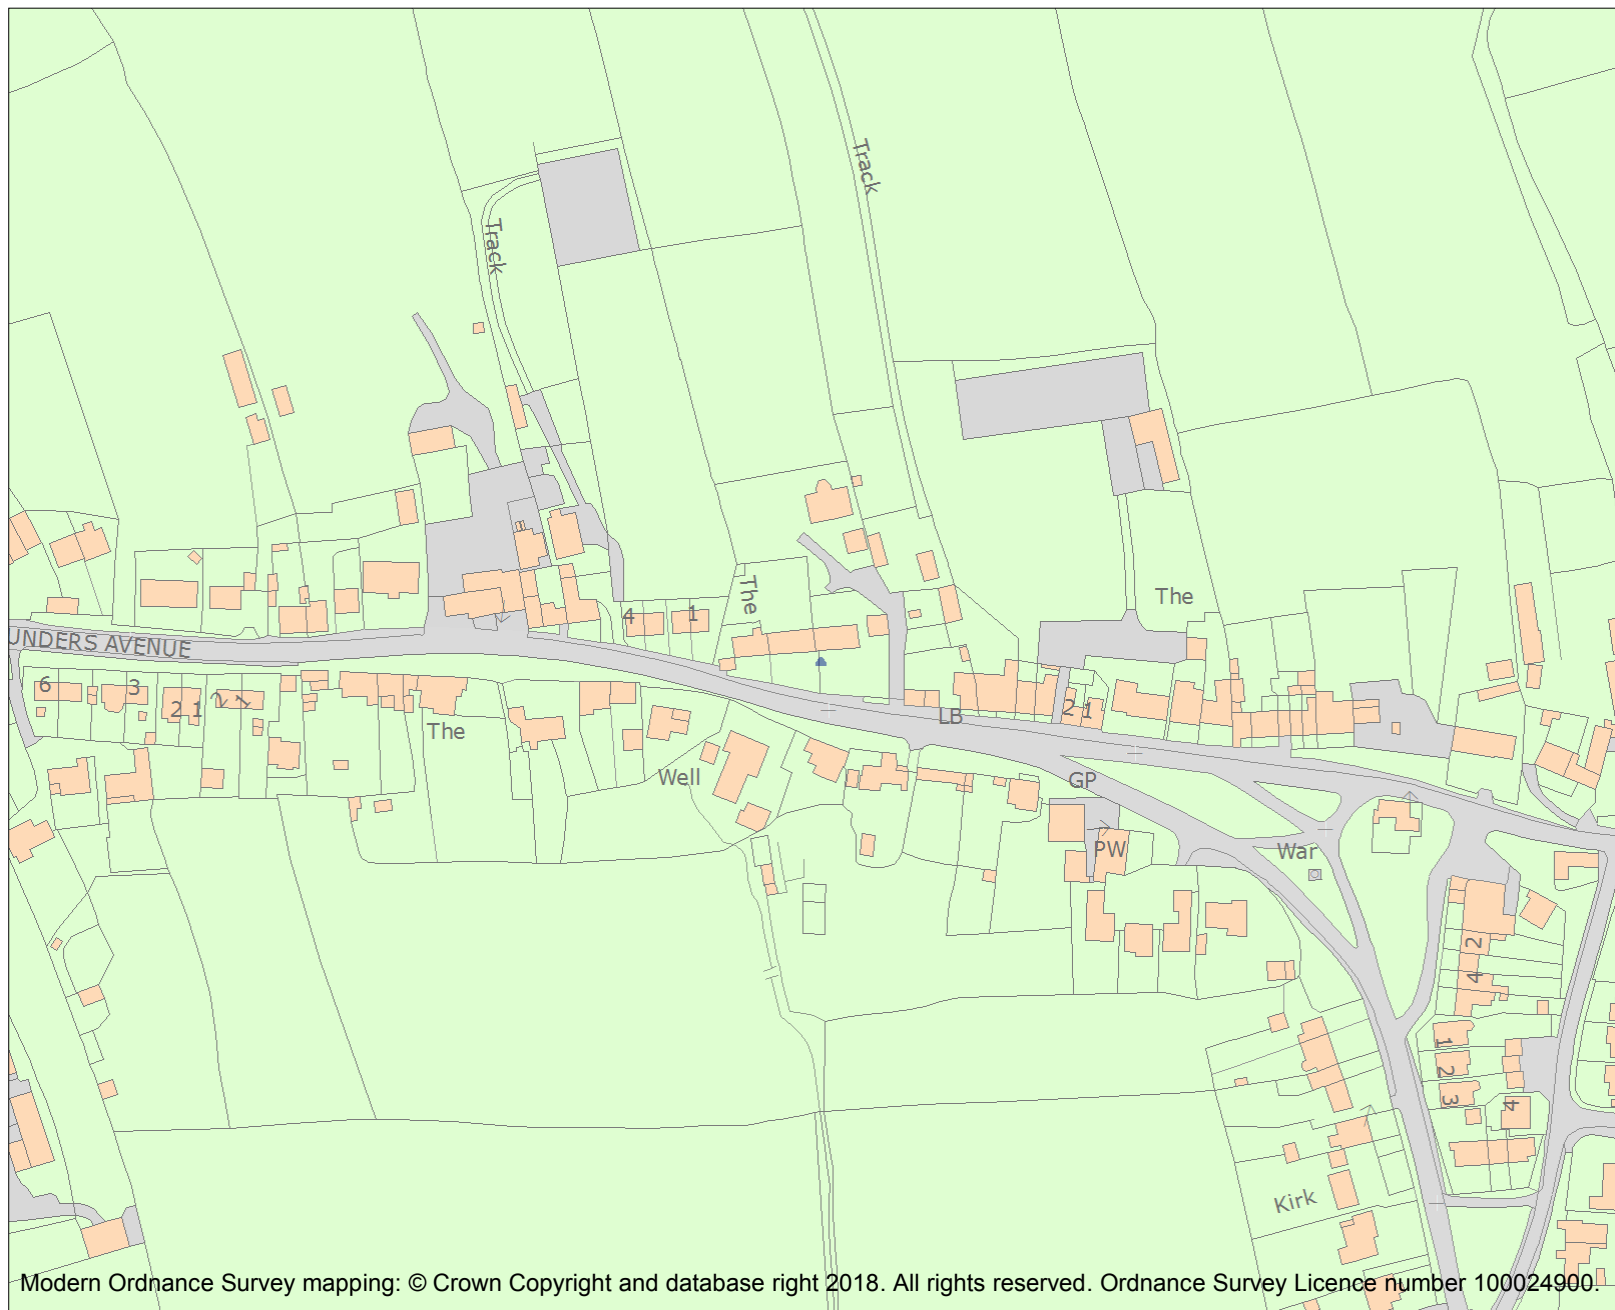 Track
Track
4
1
The
The
UNDERS AVENUE
6
3
2 1
2 1
The
LB
2 1
Well
GP
PW
War
2
4
1
2
3
4
Kirk
Modern Ordnance Survey mapping: © Crown Copyright and database right 2018. All rights reserved. Ordnance Survey Licence number 100024900.